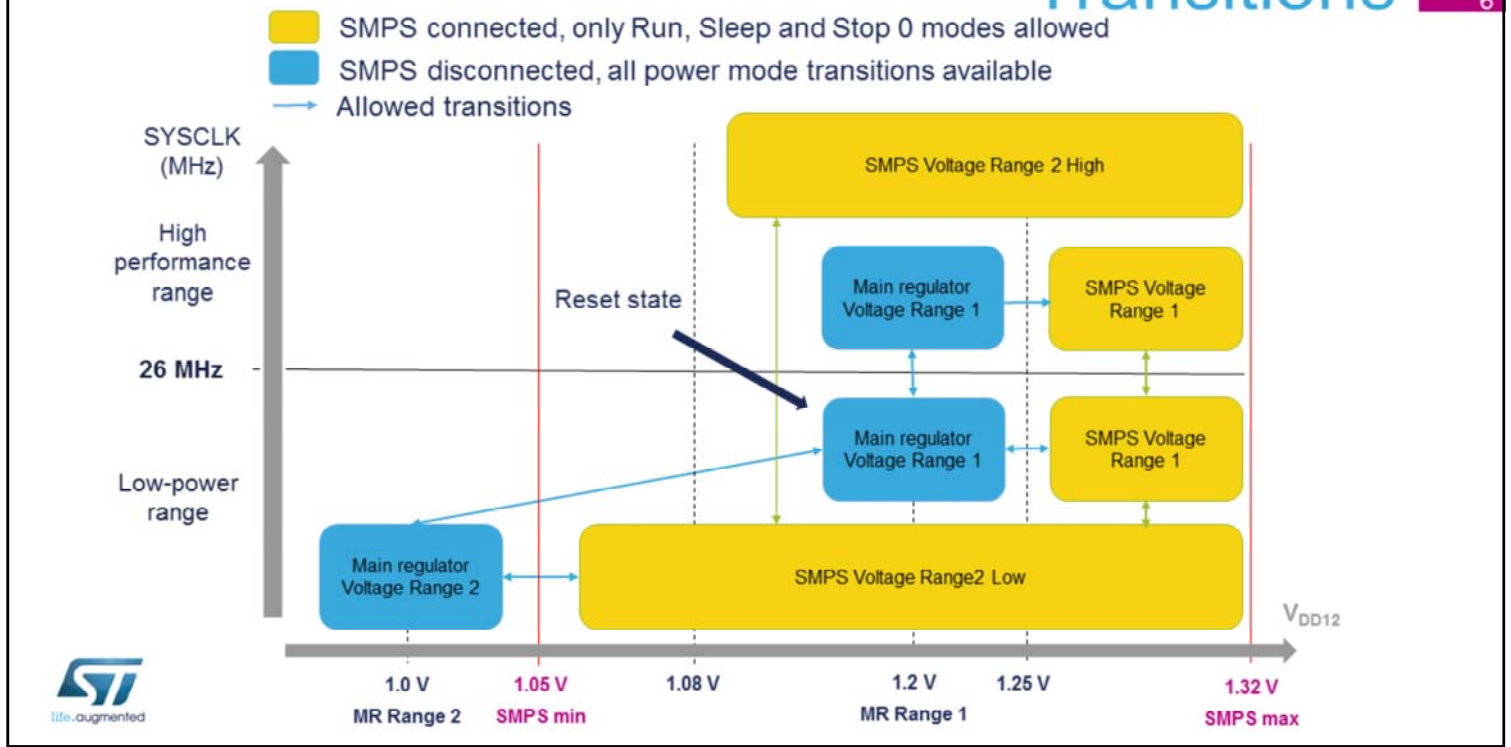 Transitions
6
SMPS connected, only Run, Sleep and Stop 0 modes allowed
SMPS disconnected, all power mode transitions available
Allowed transitions
SYSCLK
(MHz)
SMPS Voltage Range 2 High
High
performance
range
Reset state
Main regulator
Voltage Range 1
SMPS Voltage
Range 1
26 MHz
Main regulator
Voltage Range 1
SMPS Voltage
Range 1
Low-power
range
Main regulator
Voltage Range 2
SMPS Voltage Range2 Low
VDD12
1.0 V
1.05 V
1.08 V
1.2 V
1.25 V
1.32 V
MR Range 2
SMPS min
MR Range 1
SMPS max
ST
life.augmented